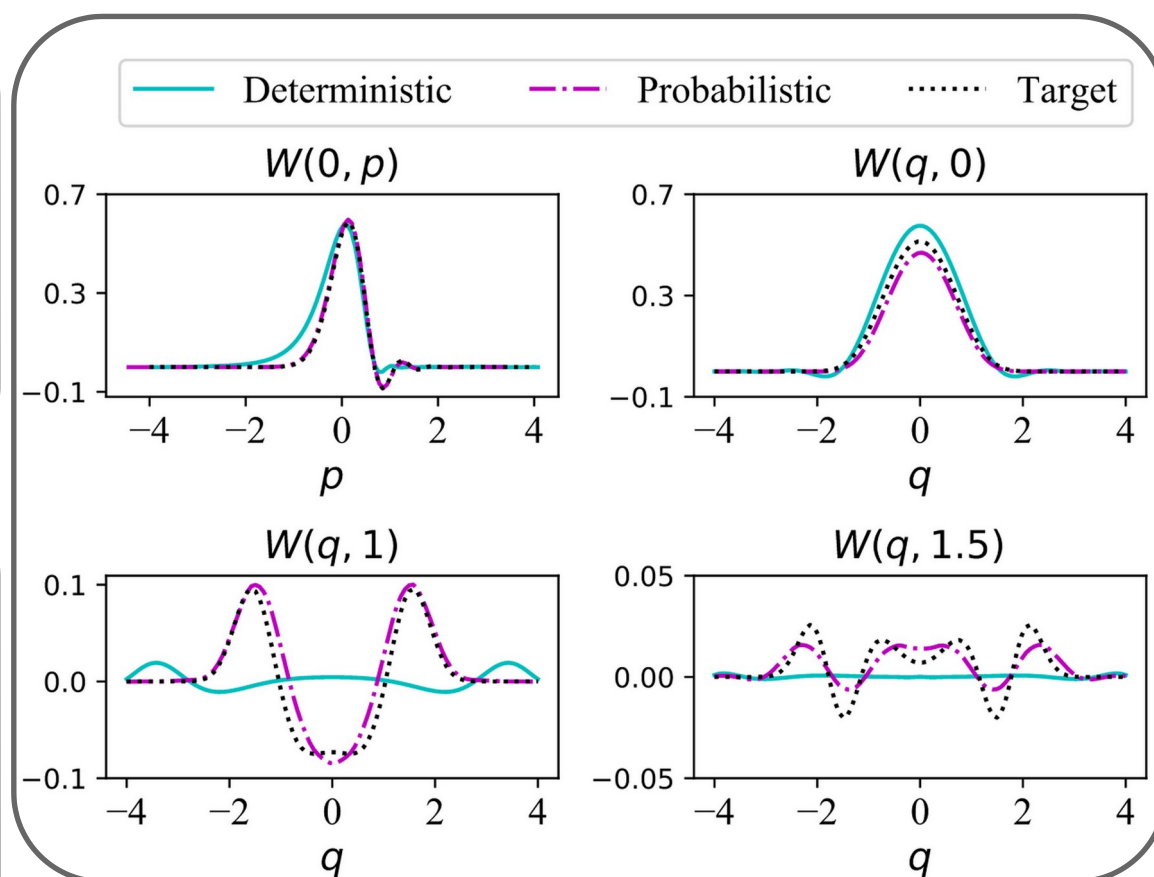 Deterministic Probabilistic Target
W(0, p)
0.7
0.3
−0.1
−4 −2 0 2 4
p
W(q, 0)
0.7
0.3
−0.1
−4 −2 0 2 4
q
W(q, 1)
0.1
0.0
−0.1
−4 −2 0 2 4
q
W(q, 1.5)
0.05
0.00
−0.05
−4 −2 0 2 4
q